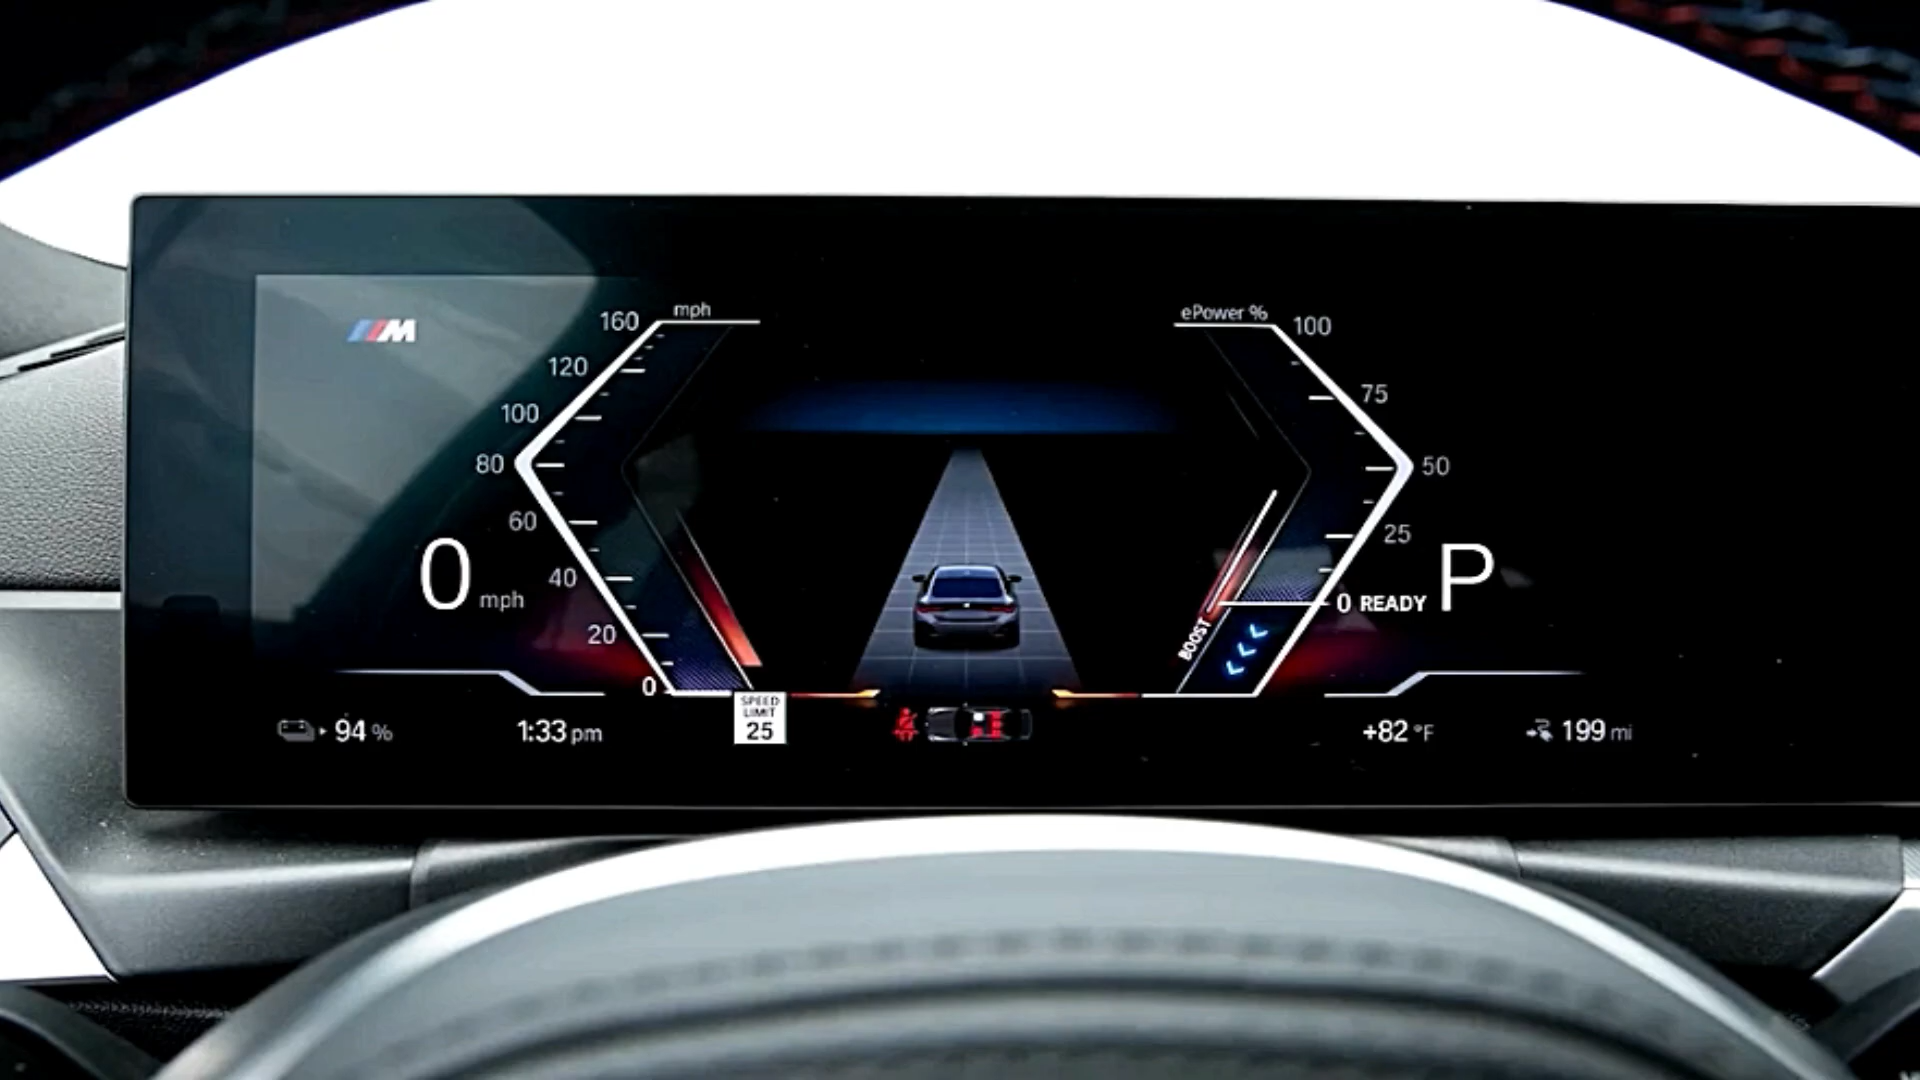 M
mph
160
120
100
80
60
40
20
0
0 mph
ePower %
100
75
50
25
0 READY P
BOOST
94 %
1:33 pm
SPEED
LIMIT
25
+82 °F
199 mi